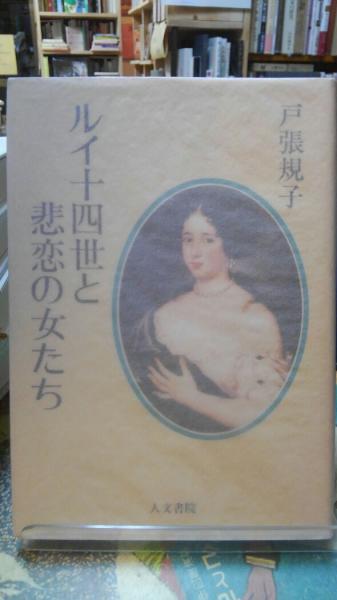 戸張規子
ルイ十四世と
悲恋の女たち
人文書院